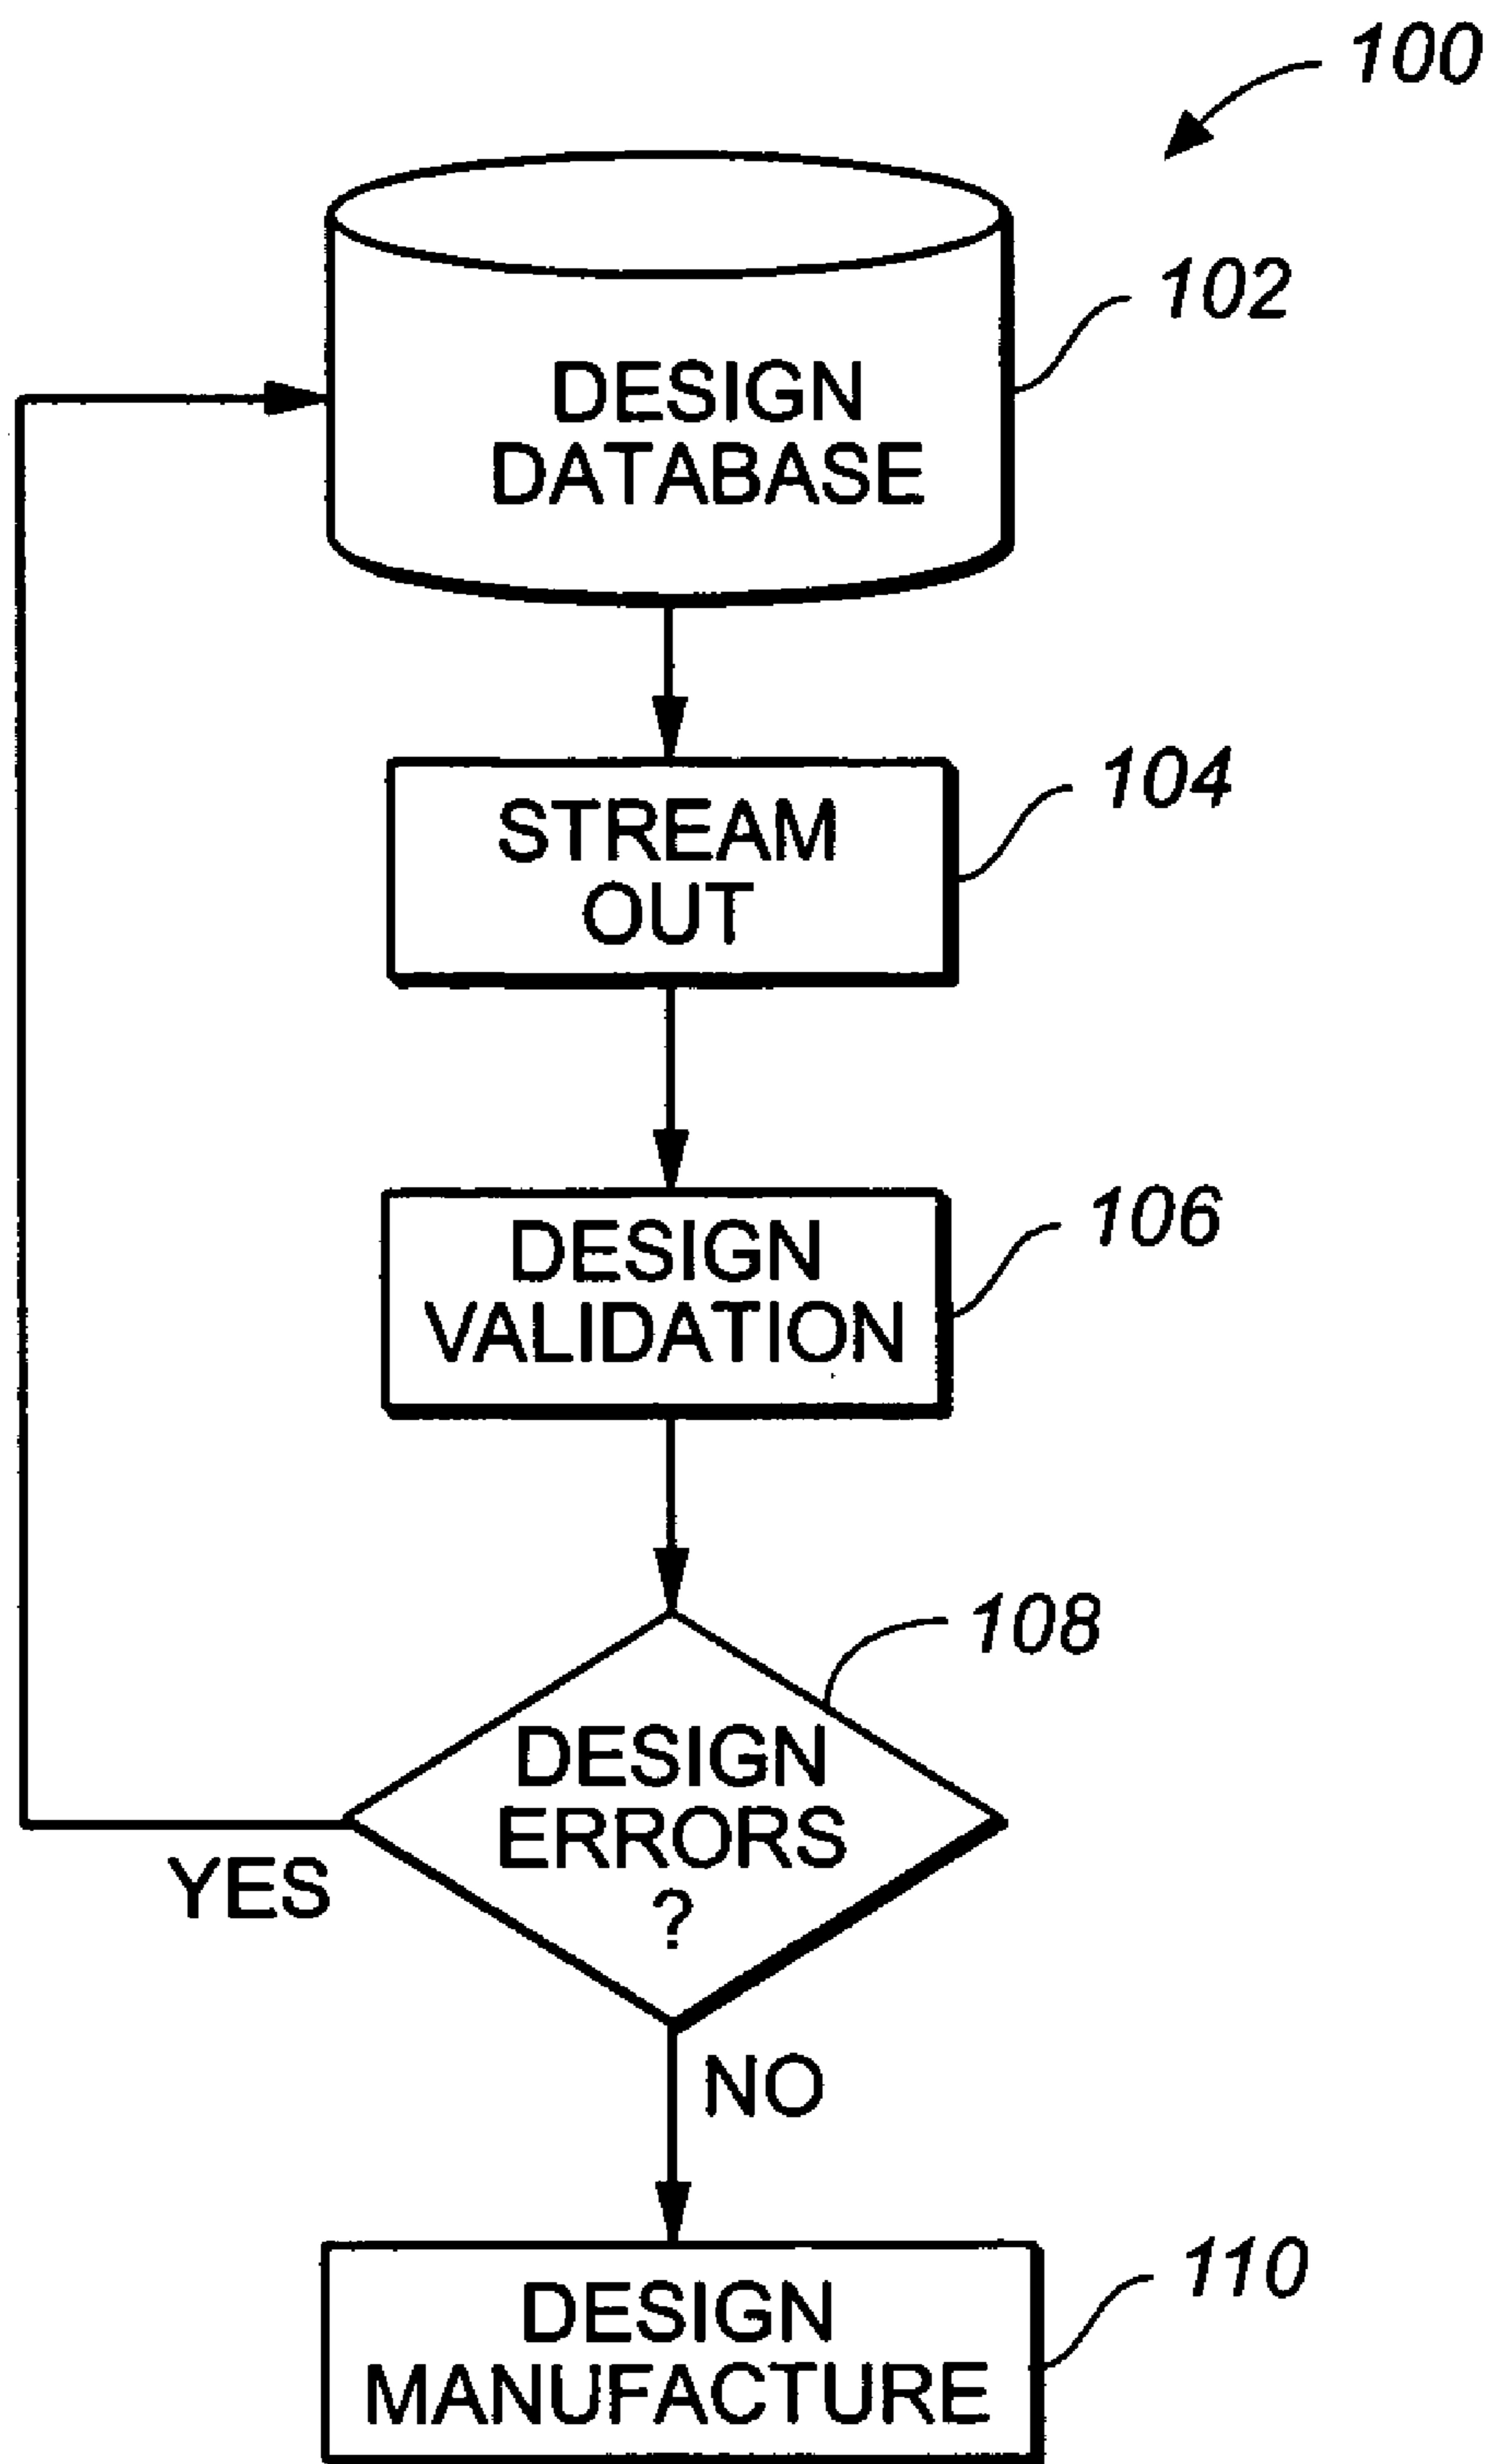 100
102
DESIGN
DATABASE
104
STREAM
OUT
106
DESIGN
VALIDATION
108
DESIGN
ERRORS
?
YES
NO
110
DESIGN
MANUFACTURE